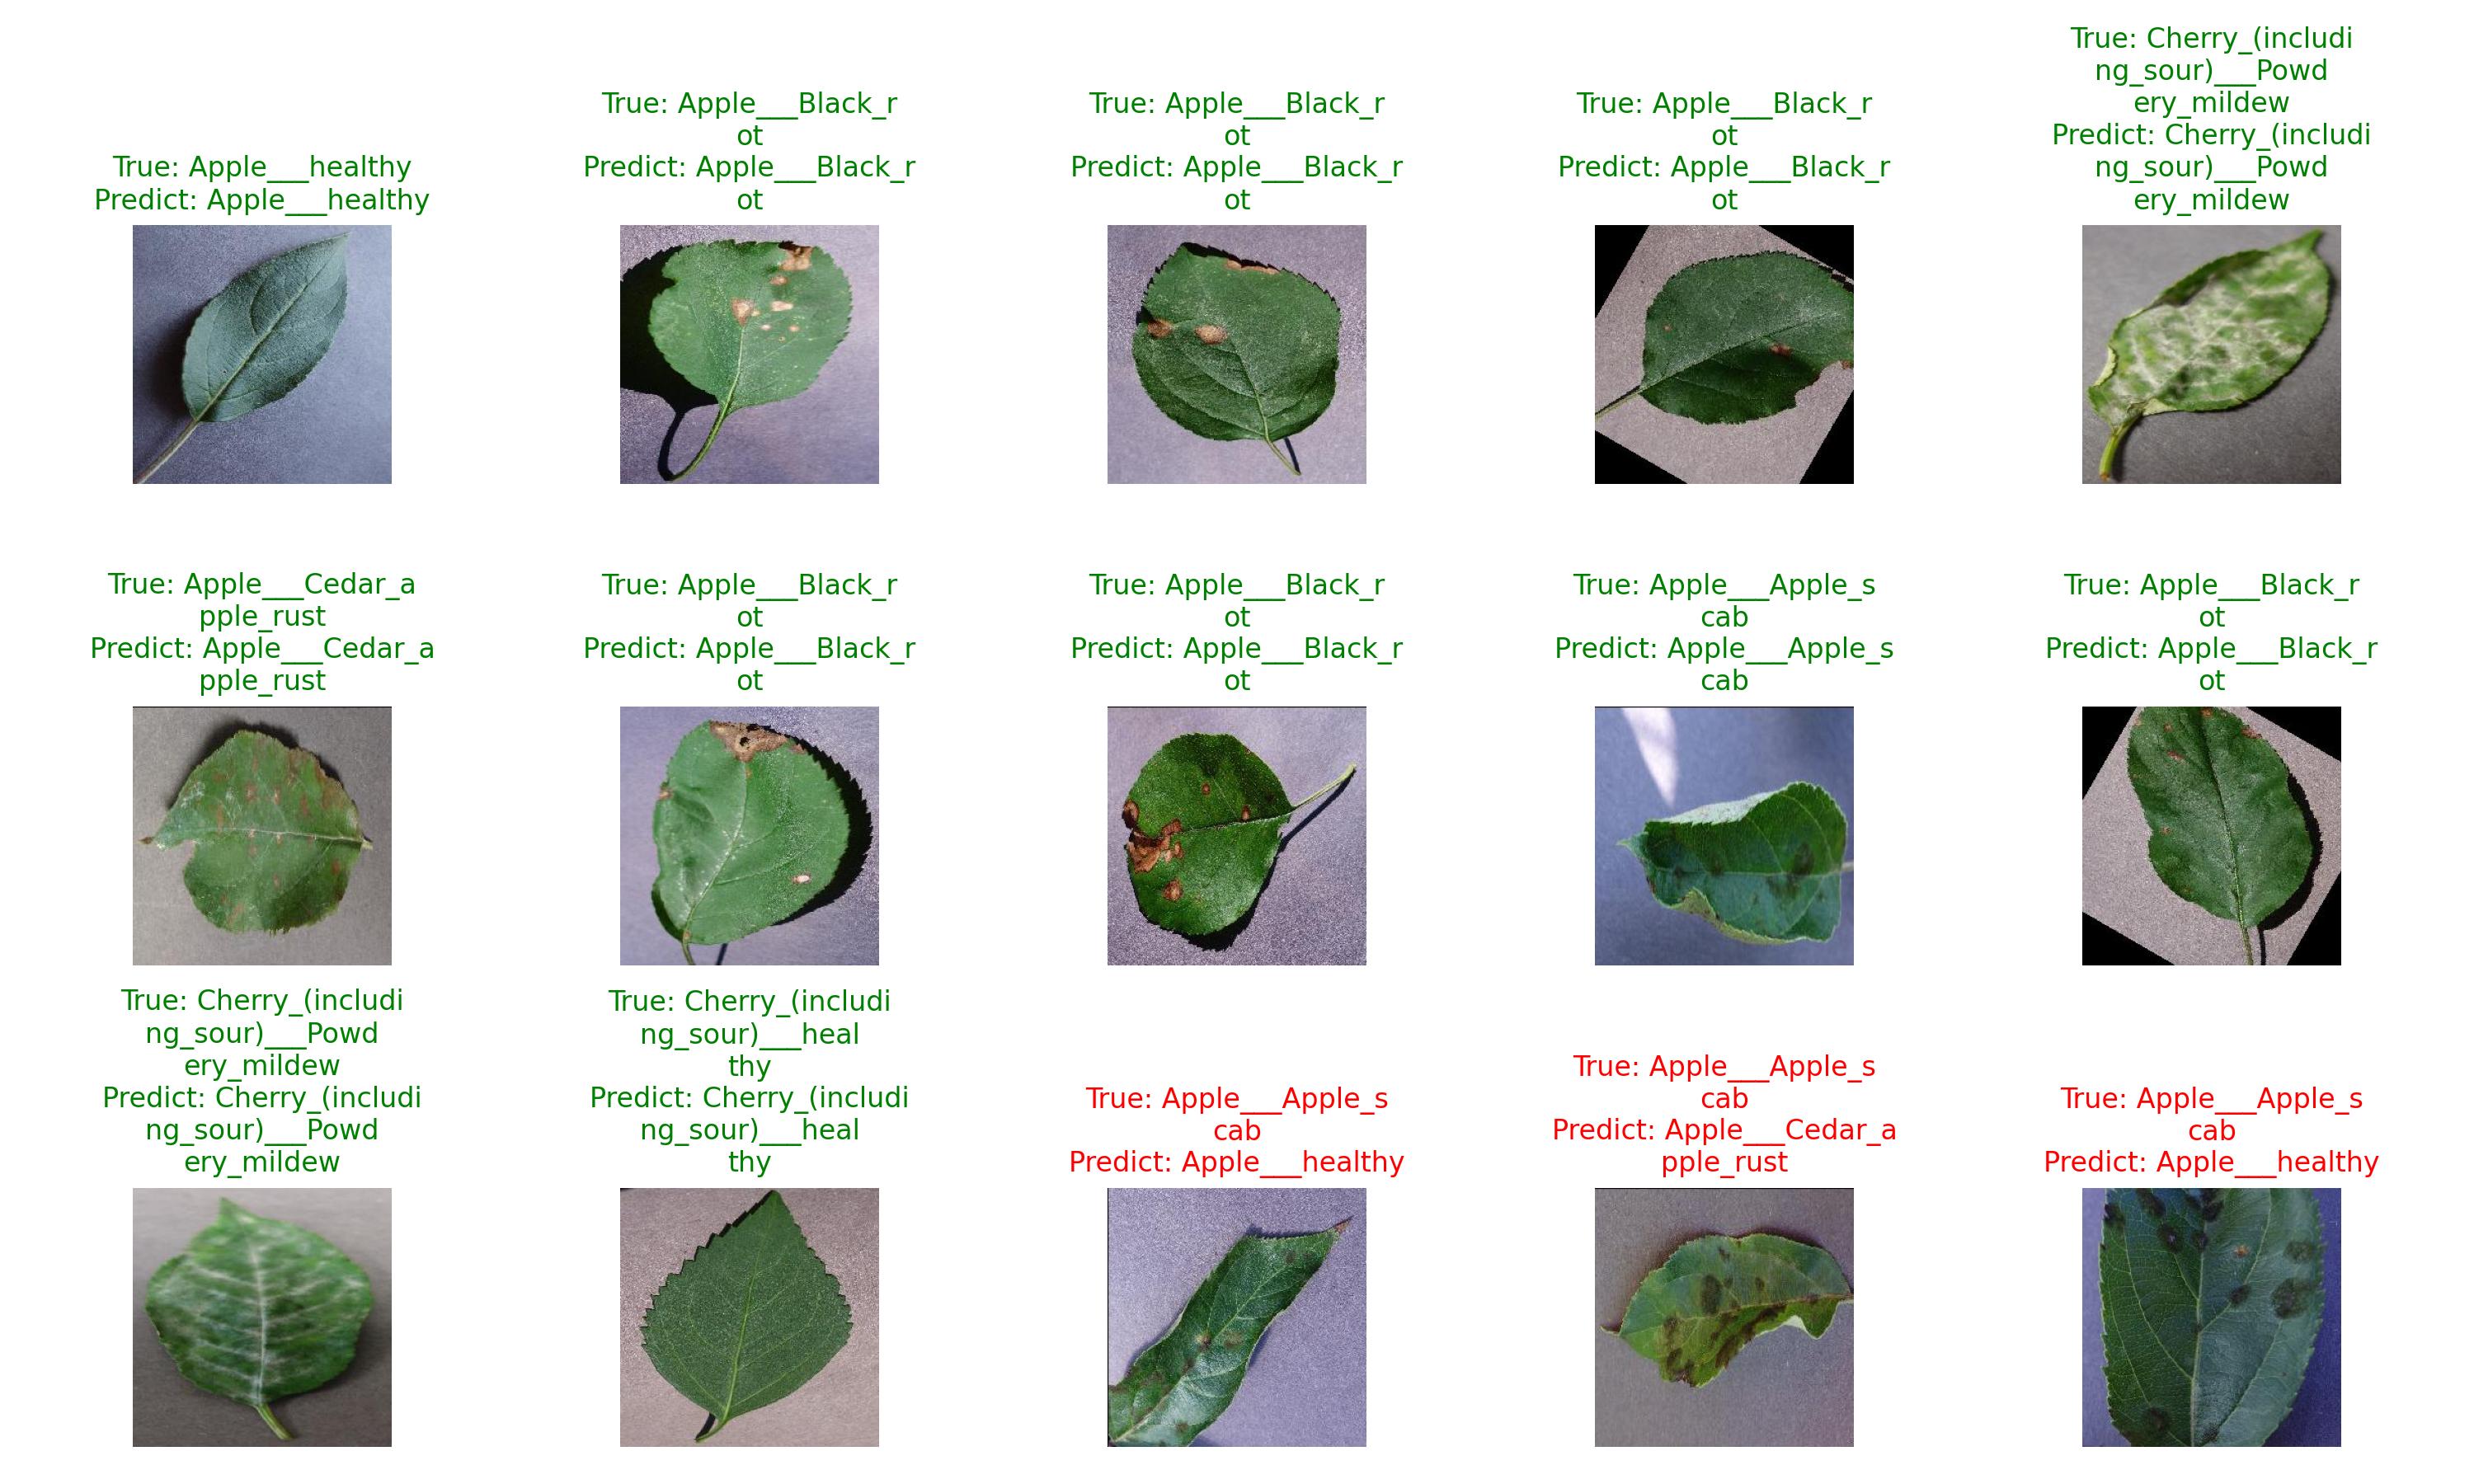 True: Apple___healthy
Predict: Apple___healthy
True: Apple___Black_r
ot
Predict: Apple___Black_r
ot
True: Apple___Black_r
ot
Predict: Apple___Black_r
ot
True: Apple___Black_r
ot
Predict: Apple___Black_r
ot
True: Cherry_(includi
ng_sour)___Powd
ery_mildew
Predict: Cherry_(includi
ng_sour)___Powd
ery_mildew
True: Apple___Cedar_a
pple_rust
Predict: Apple___Cedar_a
pple_rust
True: Apple___Black_r
ot
Predict: Apple___Black_r
ot
True: Apple___Black_r
ot
Predict: Apple___Black_r
ot
True: Apple___Apple_s
cab
Predict: Apple___Apple_s
cab
True: Apple___Black_r
ot
Predict: Apple___Black_r
ot
True: Cherry_(includi
ng_sour)___Powd
ery_mildew
Predict: Cherry_(includi
ng_sour)___Powd
ery_mildew
True: Cherry_(includi
ng_sour)___heal
thy
Predict: Cherry_(includi
ng_sour)___heal
thy
True: Apple___Apple_s
cab
Predict: Apple___healthy
True: Apple___Apple_s
cab
Predict: Apple___Cedar_a
pple_rust
True: Apple___Apple_s
cab
Predict: Apple___healthy